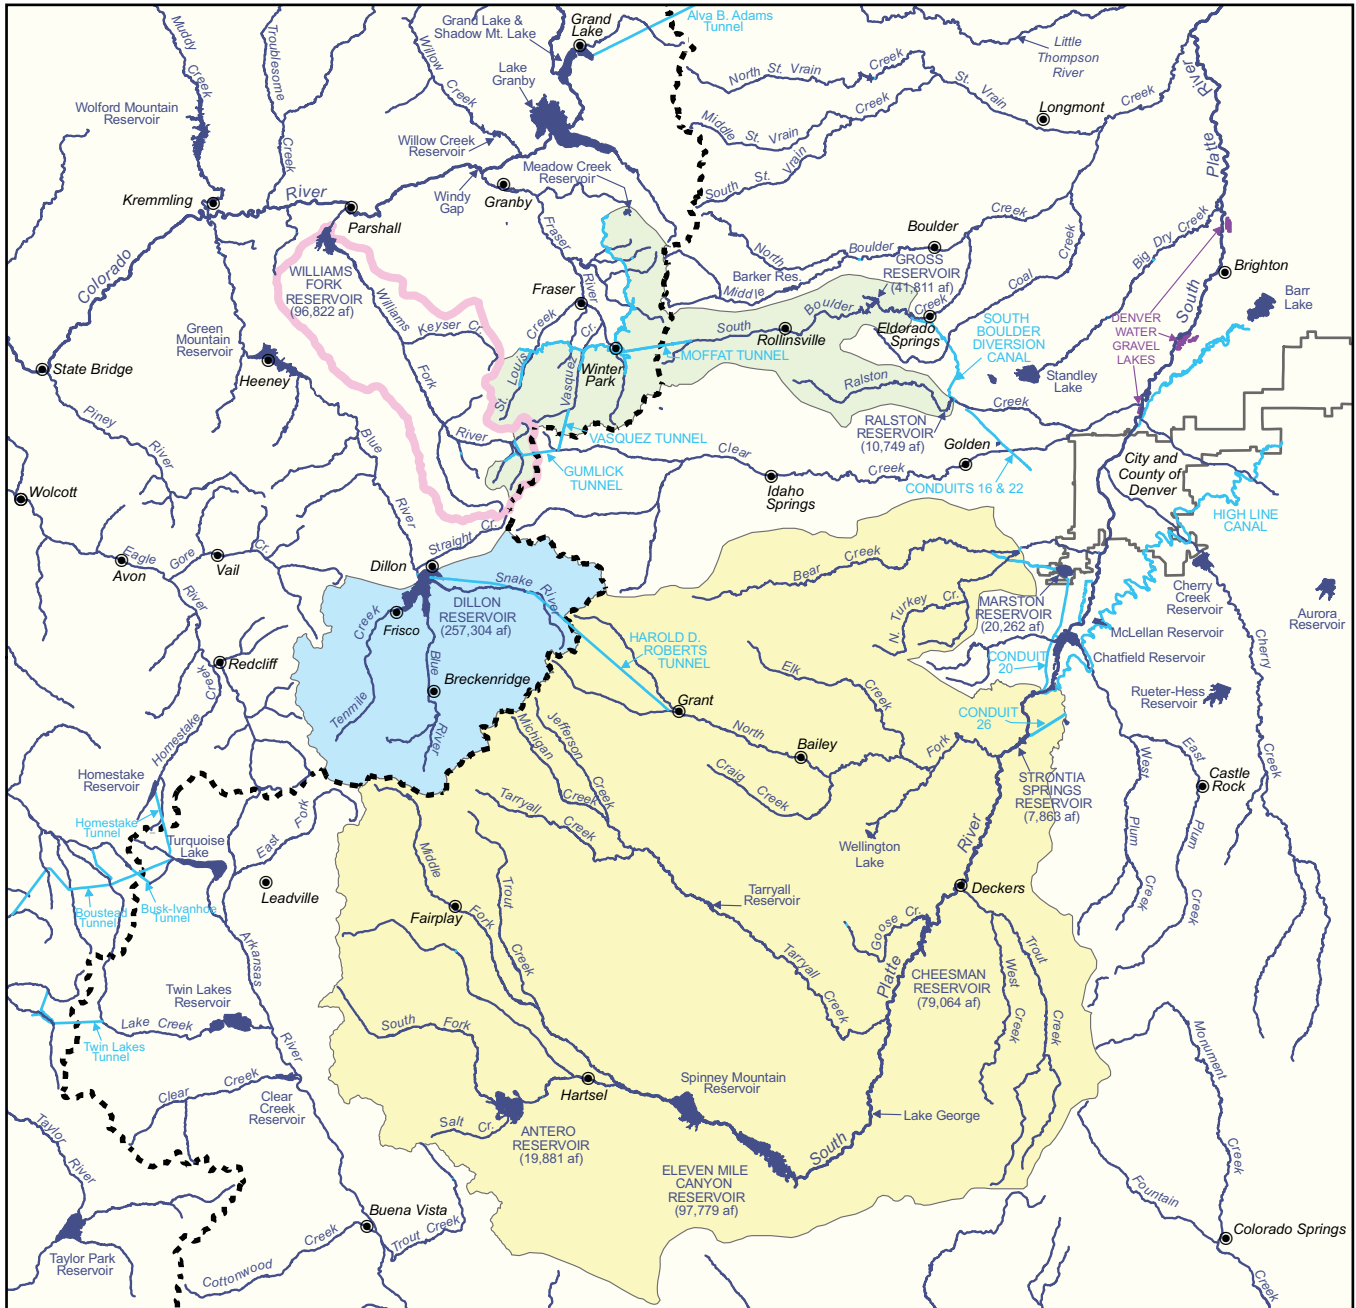 Muddy
Creek
Troublesome
Creek
Willow
Creek
Grand Lake &
Shadow Mt. Lake
Grand
Lake
Alva B. Adams
Tunnel
Little
Thompson
River
Lake
Granby
North St. Vrain
Creek
St.
Vrain
Creek
Longmont
River
Platte
South
Wolford Mountain
Reservoir
Willow Creek
Reservoir
Middle
St. Vrain
Creek
South
St.
Vrain
Meadow Creek
Reservoir
Windy
Gap
Granby
Kremmling
River
Parshall
Colorado
Fraser
River
North
Boulder
Creek
Boulder
Barker Res.
Middle
Boulder
Creek
GROSS
RESERVOIR
(41,811 af)
Coal
Creek
Big Dry Creek
Brighton
Barr
Lake
WILLIAMS
FORK
RESERVOIR
(96,822 af)
Williams
Fork
Keyser
Cr.
Fraser
Creek
St.
Louis
Vasquez
Cr.
Winter
Park
MOFFAT TUNNEL
South
Rollinsville
Eldorado
Springs
SOUTH
BOULDER
DIVERSION
CANAL
DENVER
WATER
GRAVEL
LAKES
Standley
Lake
Green
Mountain
Reservoir
Heeney
State Bridge
Piney
River
Blue
River
River
Ralston
Creek
RALSTON
RESERVOIR
(10,749 af)
VASQUEZ TUNNEL
GUMLICK
TUNNEL
Clear
Creek
Golden
Idaho
Springs
CONDUITS 16 & 22
City and
County of
Denver
HIGH LINE
CANAL
Wolcott
Eagle
River
Avon
Gore
Cr.
Vail
Straight
Cr.
Dillon
Snake
River
DILLON
RESERVOIR
(257,304 af)
Creek
Tenmile
Frisco
Blue
River
Breckenridge
HAROLD D.
ROBERTS
TUNNEL
Bear
Creek
N. Turkey
Cr.
MARSTON
RESERVOIR
(20,262 af)
Cherry
Creek
Reservoir
Aurora
Reservoir
McLellan Reservoir
Chatfield Reservoir
CONDUIT
20
Cherry
Creek
Rueter-Hess
Reservoir
Redcliff
Creek
Homestake
Elk
Creek
Grant
North
Fork
Bailey
Craig
Creek
CONDUIT
26
Michigan
Creek
Jefferson
Creek
Tarryall
Creek
STRONTIA
SPRINGS
RESERVOIR
(7,863 af)
West
Plum
Creek
East
Plum
Creek
Castle
Rock
Homestake
Reservoir
Homestake
Tunnel
Turquoise
Lake
East
Fork
Leadville
Boustead
Tunnel
Busk-Ivanhoe
Tunnel
Arkansas
River
Wellington
Lake
River
Deckers
Middle
Fork
Fairplay
Trout
Creek
Tarryall
Reservoir
Tarryall
Creek
Goose Cr.
Platte
CHEESMAN
RESERVOIR
(79,064 af)
West
Creek
Trout
Creek
Twin Lakes
Reservoir
Lake Creek
Twin Lakes
Tunnel
South
Fork
Hartsel
Spinney Mountain
Reservoir
Lake George
Monument
Creek
Clear
Creek
Clear
Creek
Reservoir
Salt
Cr.
ANTERO
RESERVOIR
(19,881 af)
South
ELEVEN MILE
CANYON
RESERVOIR
(97,779 af)
Taylor
River
Taylor Park
Reservoir
Buena Vista
Cottonwood
Creek
Trout Creek
Fountain
Creek
Colorado Springs